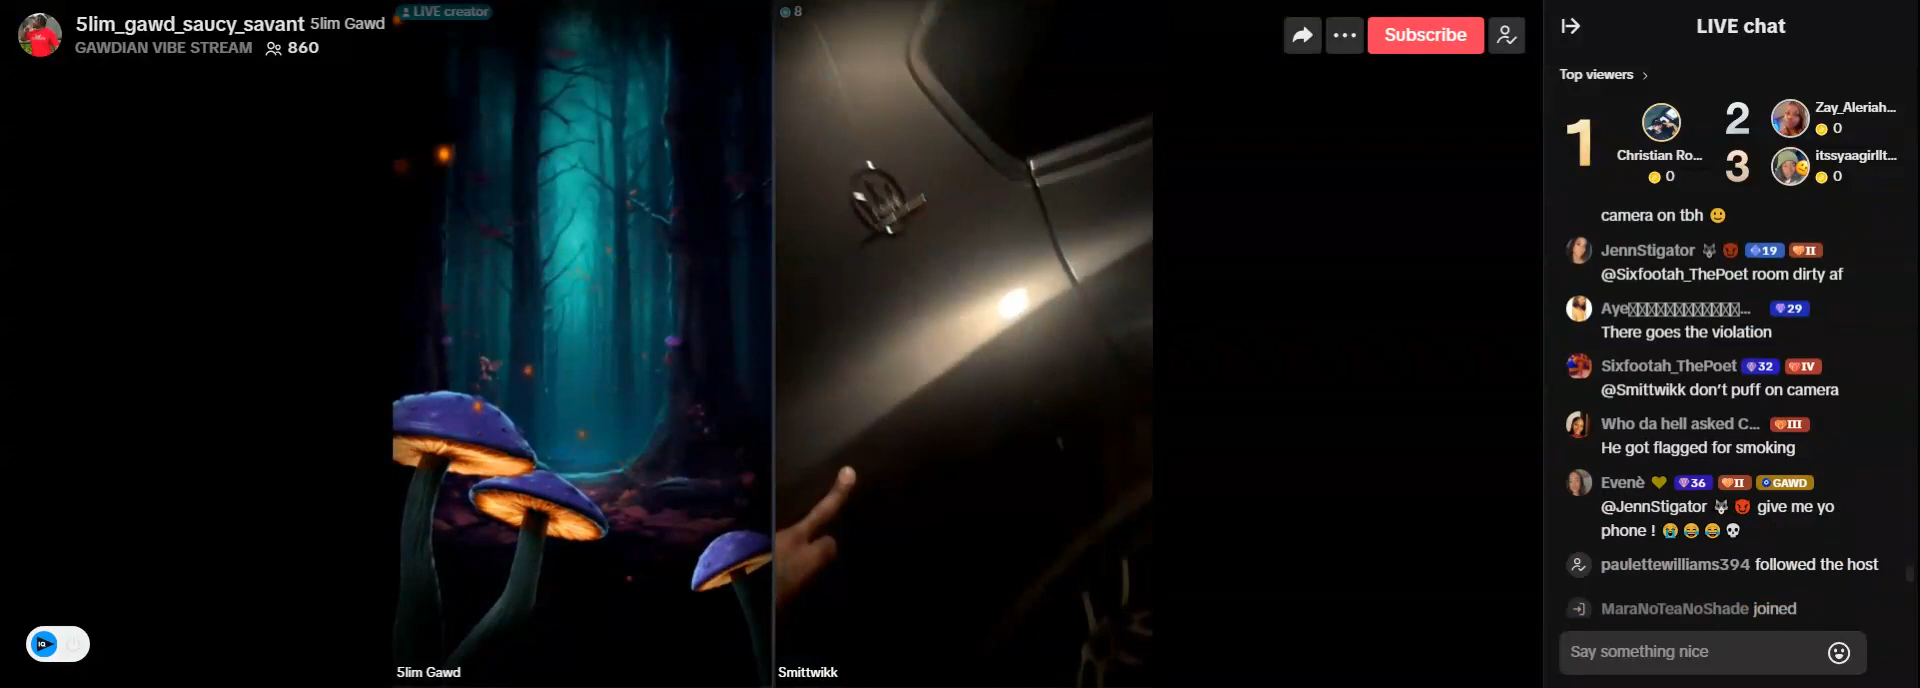 5lim_gawd_saucy_savant 5lim Gawd
GAWDIAN VIBE STREAM 860
LIVE creator
8
Subscribe
5lim Gawd
Smittwikk
LIVE chat
Top viewers >
1
Christian Ro...
0
2
Zay_Aleriah...
0
3
itssyaagirllt...
0
camera on tbh 🙂
JennStigator 🐺 😈 19 II
@Sixfootah_ThePoet room dirty af
Aye... 29
There goes the violation
Sixfootah_ThePoet 32 IV
@Smittwikk don't puff on camera
Who da hell asked C... III
He got flagged for smoking
Evenè 💛 36 II GAWD
@JennStigator 🐺 😈 give me yo
phone ! 😭 😂 😂 💀
paulettewilliams394 followed the host
MaraNoTeaNoShade joined
Say something nice